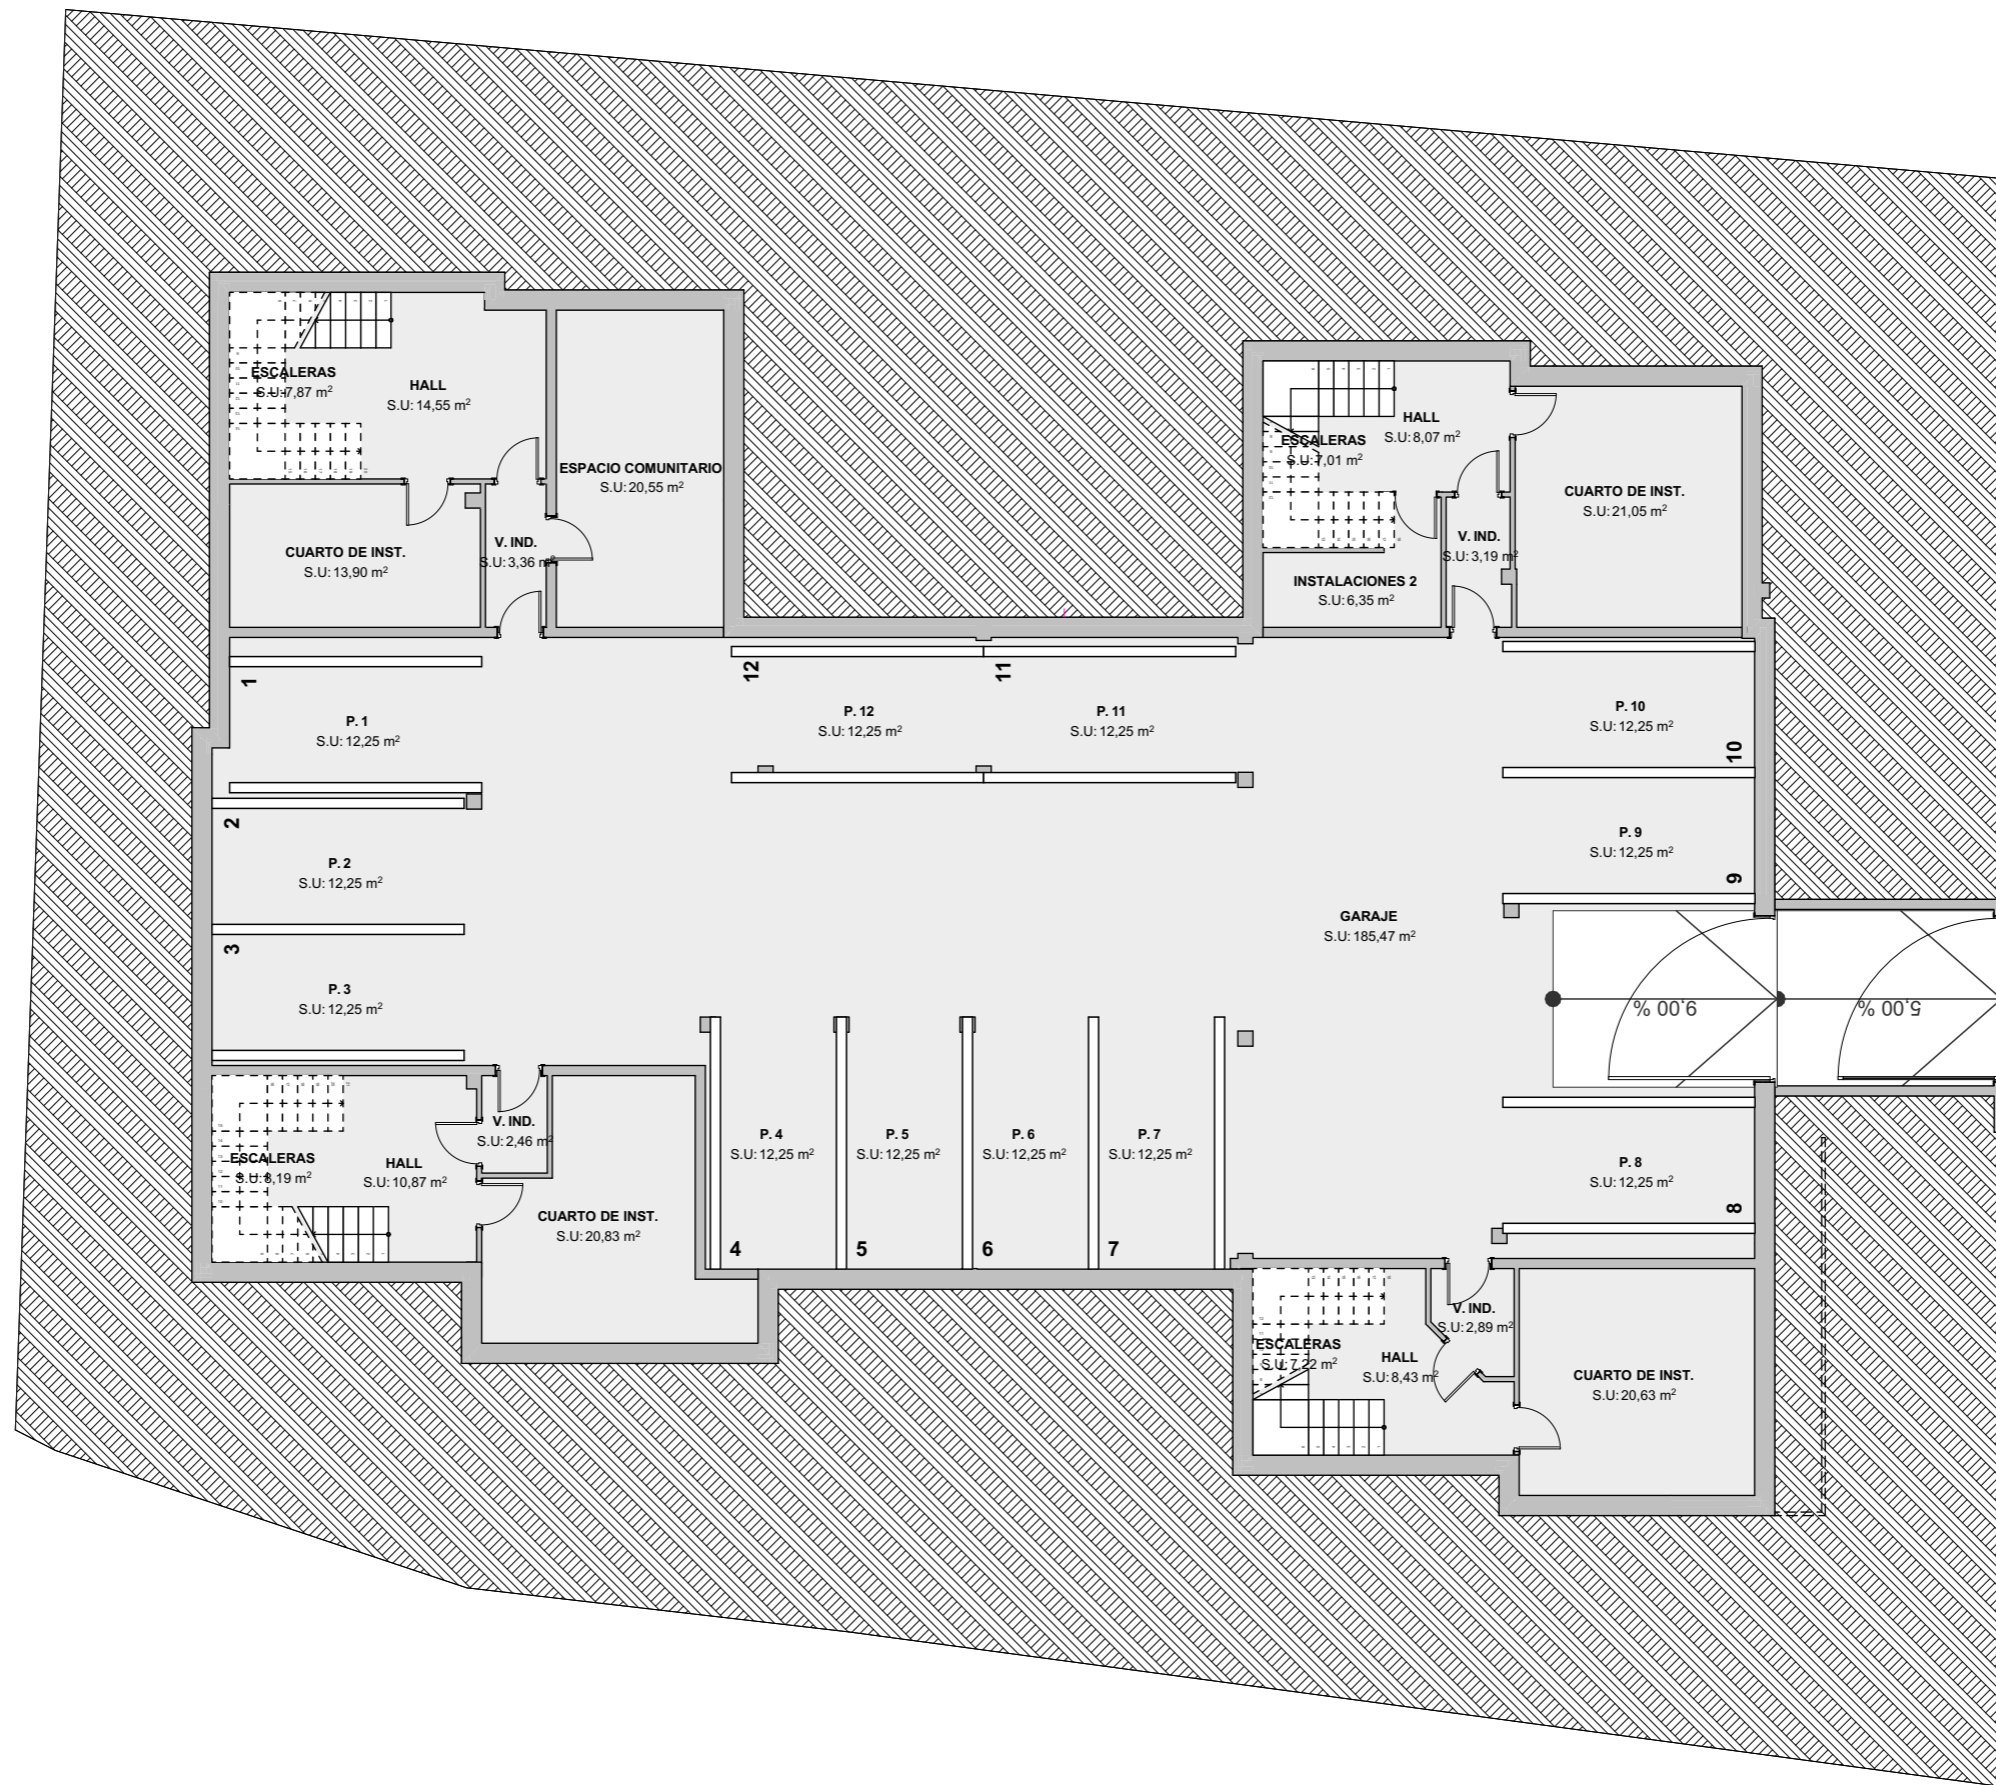 ESCALERAS
S.U: 7,87 m²
HALL
S.U: 14,55 m²
ESPACIO COMUNITARIO
S.U: 20,55 m²
CUARTO DE INST.
S.U: 13,90 m²
V. IND.
S.U: 3,36 m²
HALL
S.U: 8,07 m²
ESCALERAS
S.U: 7,01 m²
CUARTO DE INST.
S.U: 21,05 m²
V. IND.
S.U: 3,19 m²
INSTALACIONES 2
S.U: 6,35 m²
1
P. 1
S.U: 12,25 m²
12
P. 12
S.U: 12,25 m²
11
P. 11
S.U: 12,25 m²
P. 10
S.U: 12,25 m²
10
2
P. 2
S.U: 12,25 m²
P. 9
S.U: 12,25 m²
9
3
P. 3
S.U: 12,25 m²
GARAJE
S.U: 185,47 m²
9.00 %
5.00 %
V. IND.
S.U: 2,46 m²
ESCALERAS
S.U: 8,19 m²
HALL
S.U: 10,87 m²
CUARTO DE INST.
S.U: 20,83 m²
P. 4
S.U: 12,25 m²
4
P. 5
S.U: 12,25 m²
5
P. 6
S.U: 12,25 m²
6
P. 7
S.U: 12,25 m²
7
P. 8
S.U: 12,25 m²
8
V. IND.
S.U: 2,89 m²
ESCALERAS
S.U: 7,22 m²
HALL
S.U: 8,43 m²
CUARTO DE INST.
S.U: 20,63 m²